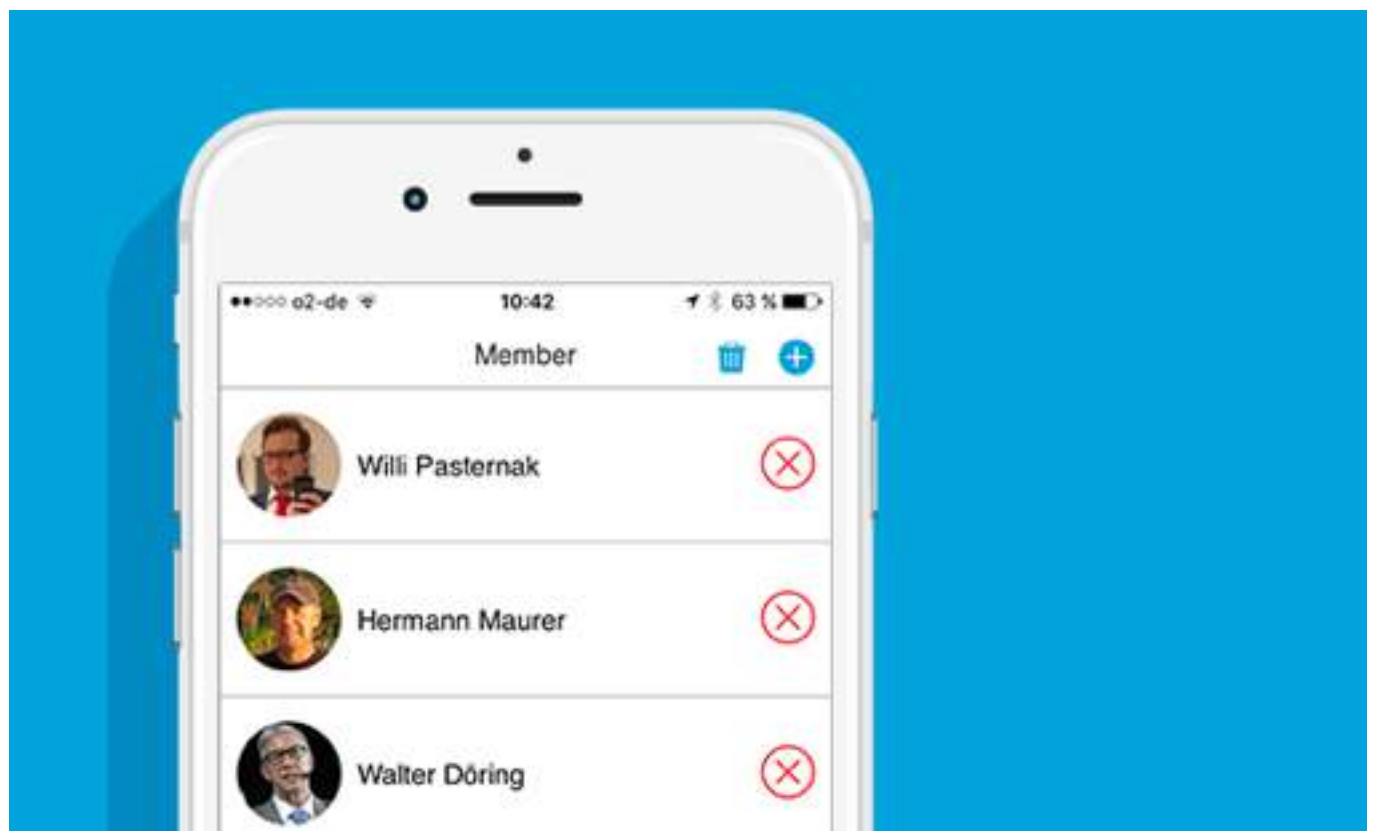 o2-de 10:42 63 %
Member
Willi Pasternak
Hermann Maurer
Walter Döring